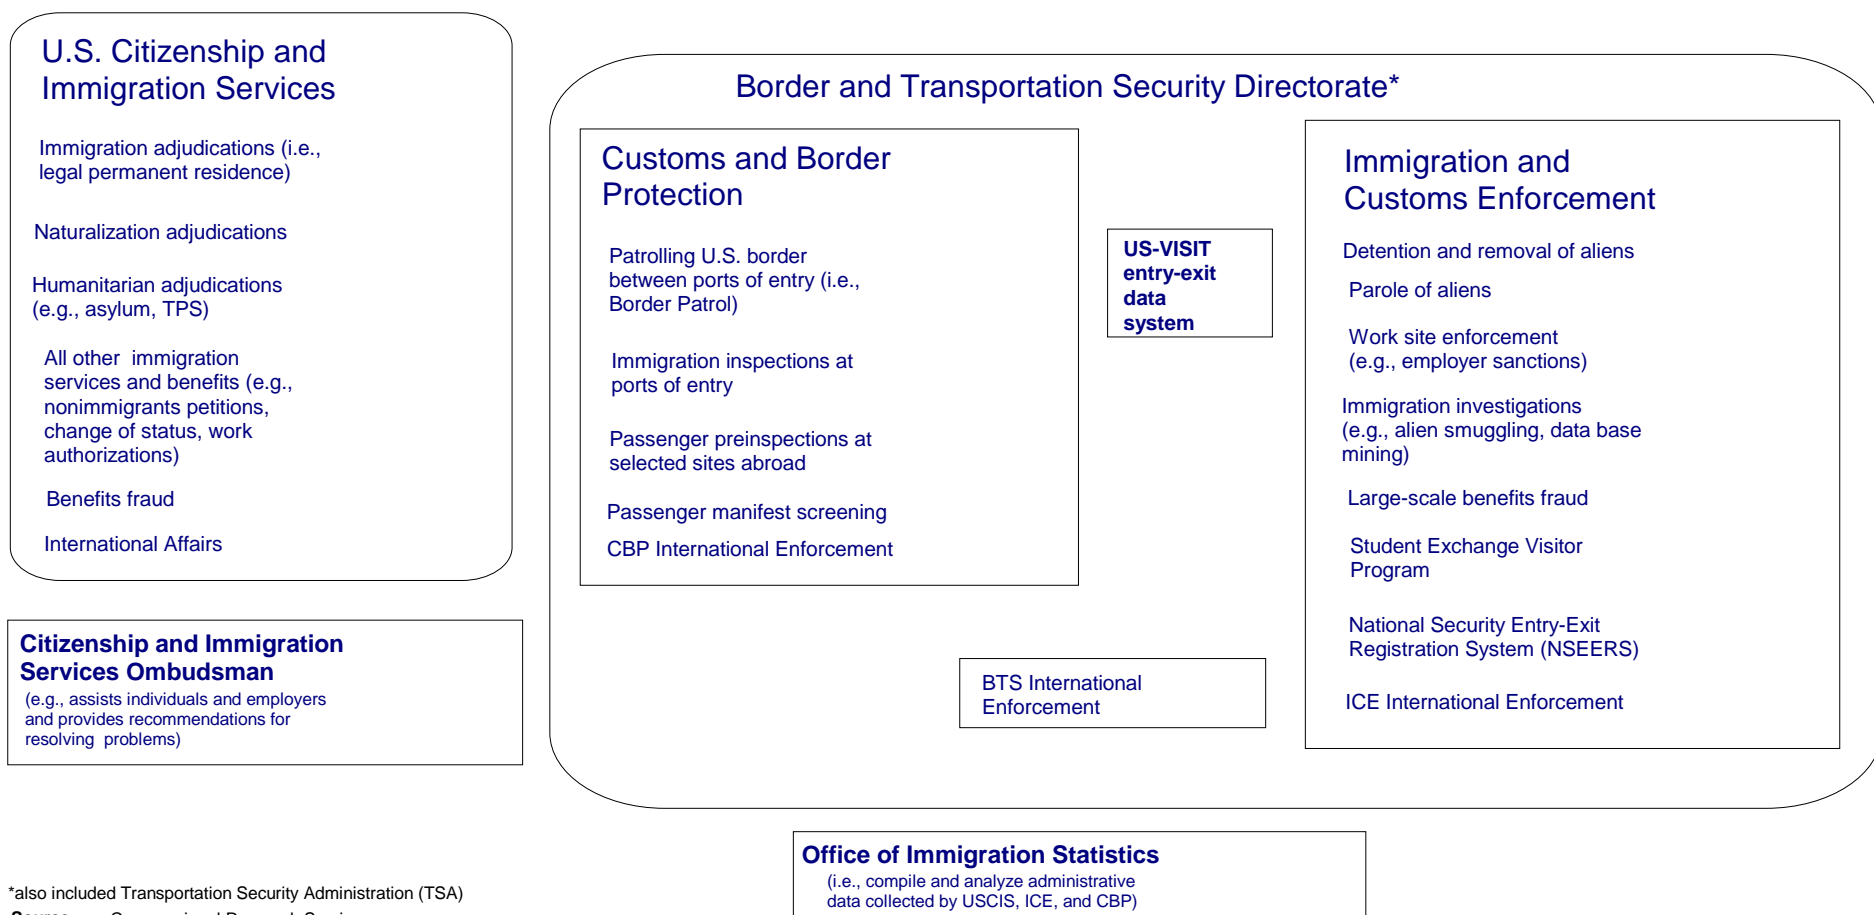 U.S. Citizenship and
Immigration Services
Immigration adjudications (i.e.,
legal permanent residence)
Naturalization adjudications
Humanitarian adjudications
(e.g., asylum, TPS)
All other  immigration
services and benefits (e.g.,
nonimmigrants petitions,
change of status, work
authorizations)
Benefits fraud
International Affairs
Citizenship and Immigration
Services Ombudsman
(e.g., assists individuals and employers
and provides recommendations for
resolving  problems)
Border and Transportation Security Directorate*
Customs and Border
Protection
Patrolling U.S. border
between ports of entry (i.e.,
Border Patrol)
Immigration inspections at
ports of entry
Passenger preinspections at
selected sites abroad
Passenger manifest screening
CBP International Enforcement
US-VISIT
entry-exit
data
system
BTS International
Enforcement
Immigration and
Customs Enforcement
Detention and removal of aliens
Parole of aliens
Work site enforcement
(e.g., employer sanctions)
Immigration investigations
(e.g., alien smuggling, data base
mining)
Large-scale benefits fraud
Student Exchange Visitor
Program
National Security Entry-Exit
Registration System (NSEERS)
ICE International Enforcement
Office of Immigration Statistics
(i.e., compile and analyze administrative
data collected by USCIS, ICE, and CBP)
*also included Transportation Security Administration (TSA)